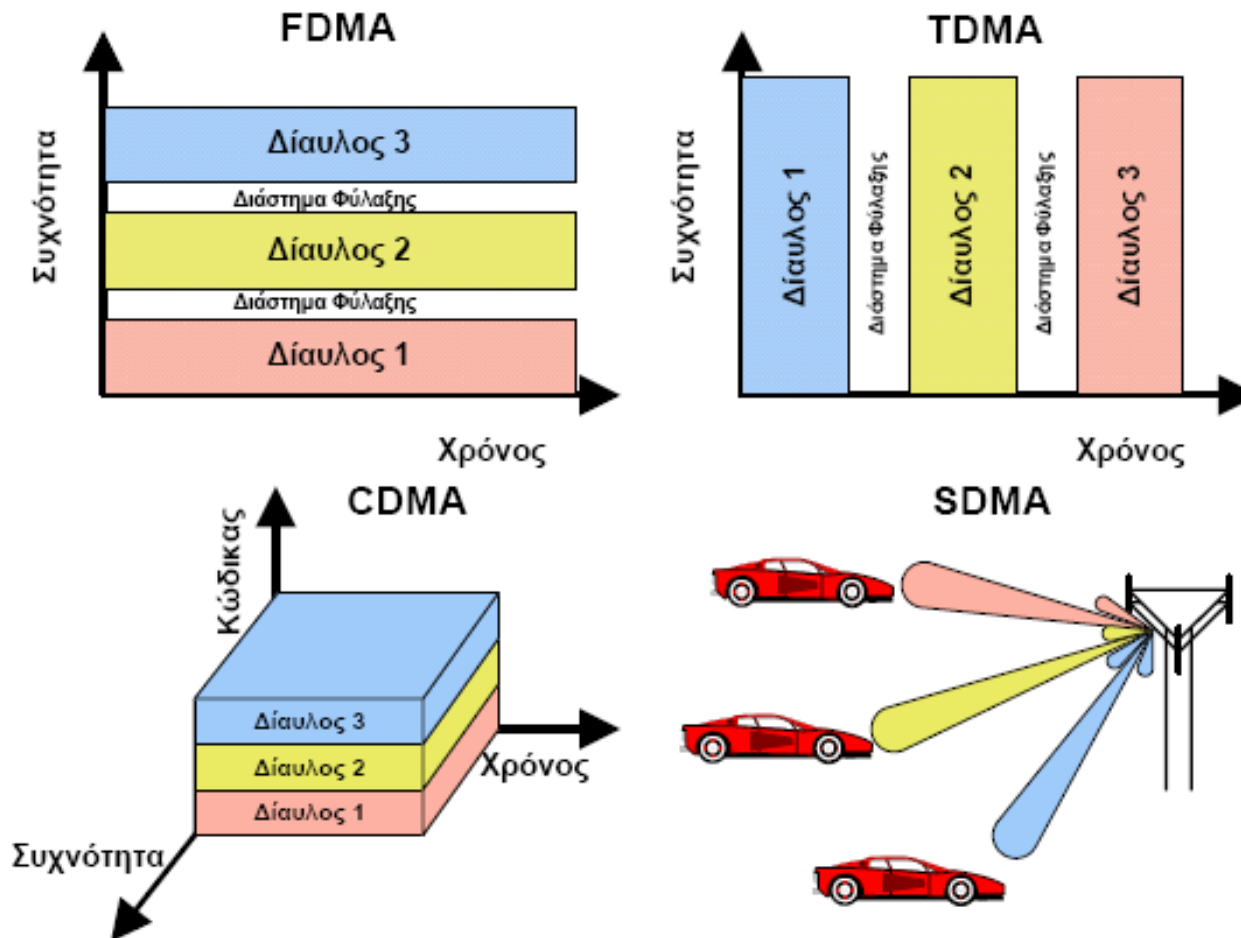 FDMA
Συχνότητα
Δίαυλος 3
Διάστημα Φύλαξης
Δίαυλος 2
Διάστημα Φύλαξης
Δίαυλος 1
Χρόνος
TDMA
Συχνότητα
Δίαυλος 1
Διάστημα Φύλαξης
Δίαυλος 2
Διάστημα Φύλαξης
Δίαυλος 3
Χρόνος
CDMA
Κώδικας
Δίαυλος 3
Δίαυλος 2
Δίαυλος 1
Χρόνος
Συχνότητα
SDMA